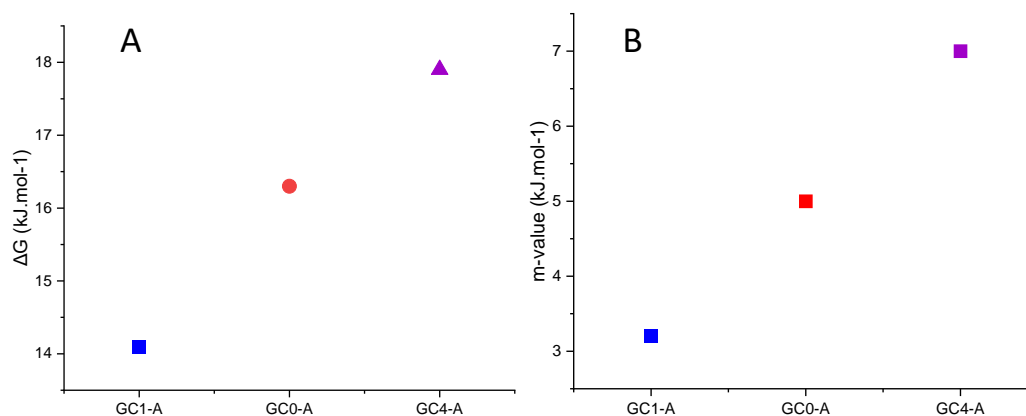 A
ΔG (kJ.mol-1)
18
17
16
15
14
GC1-A GC0-A GC4-A
B
m-value (kJ.mol-1)
7
6
5
4
3
GC1-A GC0-A GC4-A